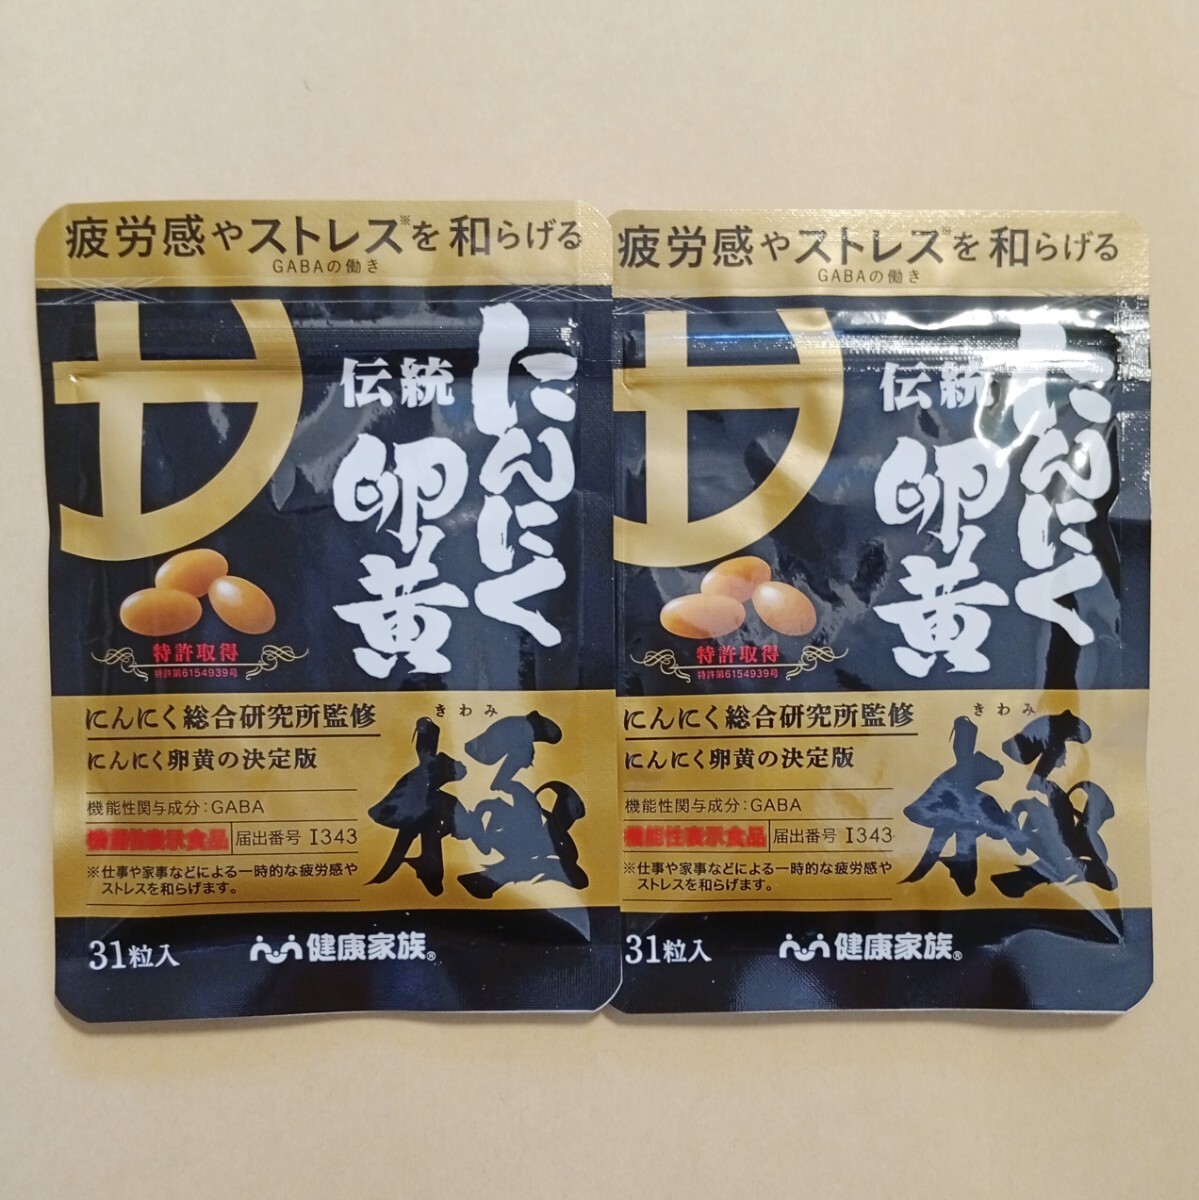 疲労感やストレス※を和らげる
GABAの働き
伝統
にんにく
卵黄
特許取得
特許第6154939号
にんにく総合研究所監修
にんにく卵黄の決定版
きわみ
極
機能性関与成分:GABA
機能性表示食品 届出番号 I343
※仕事や家事などによる一時的な疲労感や
ストレスを和らげます。
31粒入
健康家族®
疲労感やストレス※を和らげる
GABAの働き
伝統
にんにく
卵黄
特許取得
特許第6154939号
にんにく総合研究所監修
にんにく卵黄の決定版
きわみ
極
機能性関与成分:GABA
機能性表示食品 届出番号 I343
※仕事や家事などによる一時的な疲労感や
ストレスを和らげます。
31粒入
健康家族®